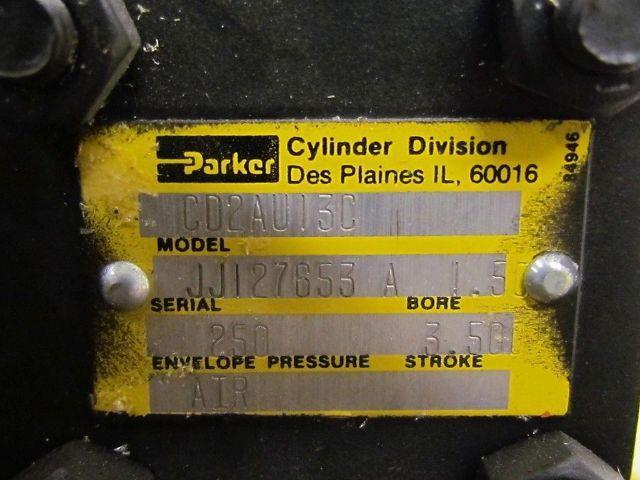 Parker
Cylinder Division
Des Plaines IL, 60016
84946
CD2AU13C
MODEL
JJ127653 A 1.50
SERIAL BORE
250 3.500
ENVELOPE PRESSURE STROKE
AIR